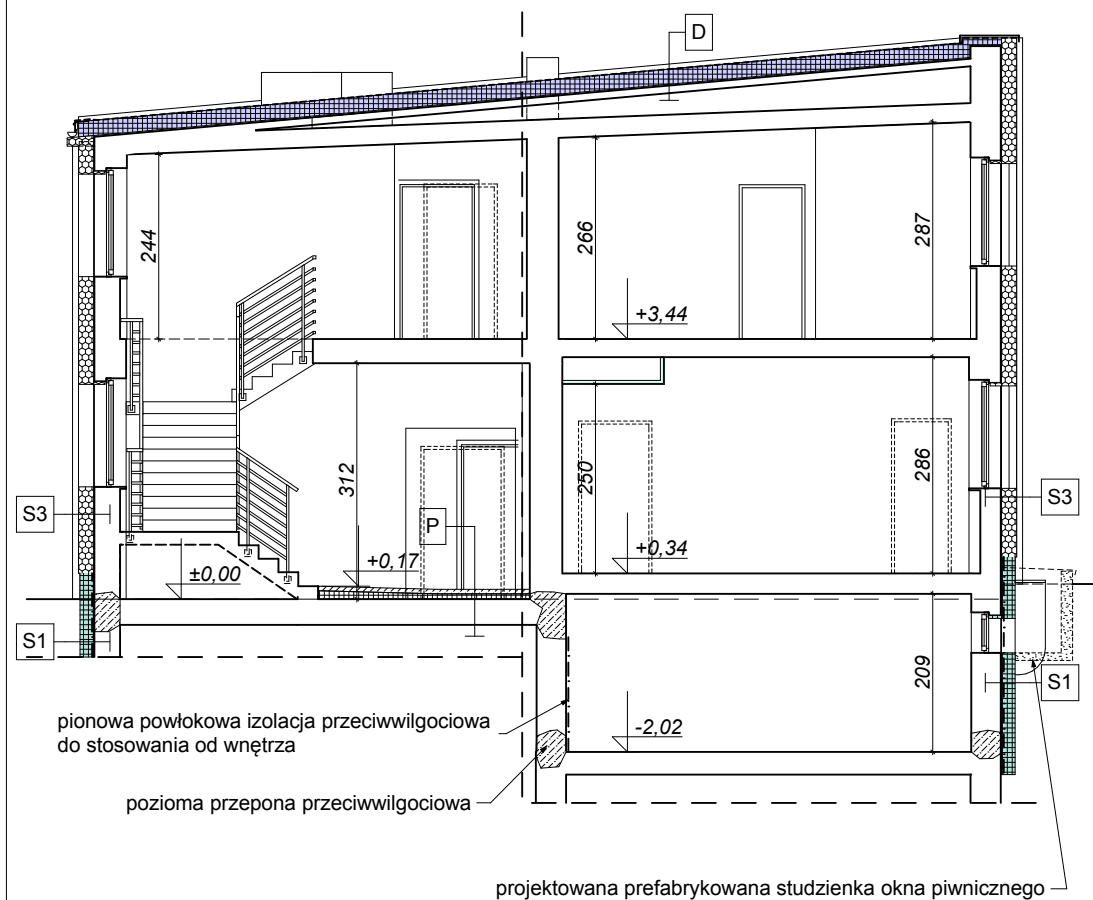 D
244
266
287
+3,44
312
250
286
S3
P
S3
+0,17
+0,34
±0,00
S1
209
S1
pionowa powłokowa izolacja przeciwwilgociowa
do stosowania od wnętrza
-2,02
pozioma przepona przeciwwilgociowa
projektowana prefabrykowana studzienka okna piwnicznego